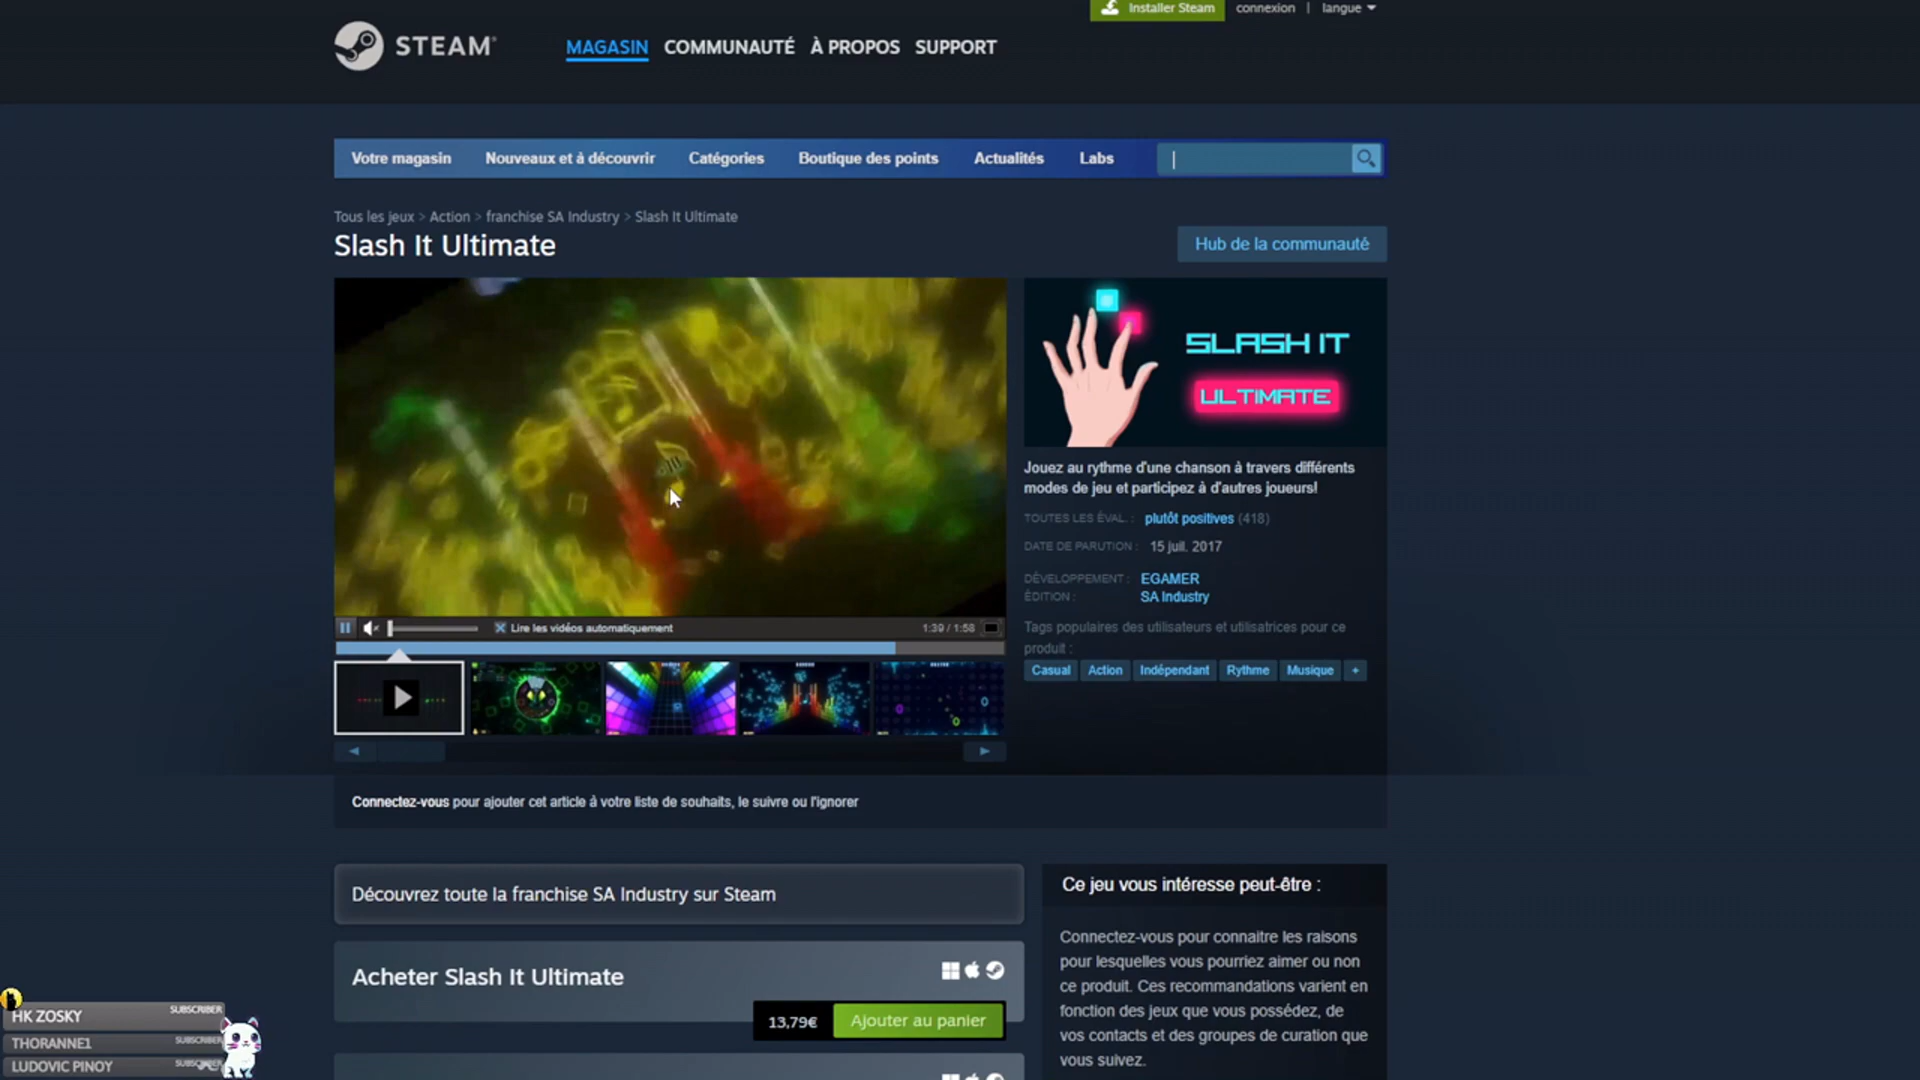 Installer Steam connexion | langue
STEAM®
MAGASIN COMMUNAUTÉ À PROPOS SUPPORT
Votre magasin Nouveaux et à découvrir Catégories Boutique des points Actualités Labs
Tous les jeux > Action > franchise SA Industry > Slash It Ultimate
Slash It Ultimate
Hub de la communauté
SLASH IT
ULTIMATE
Jouez au rythme d'une chanson à travers différents
modes de jeu et participez à d'autres joueurs!
TOUTES LES ÉVAL. : plutôt positives (418)
DATE DE PARUTION : 15 juil. 2017
DÉVELOPPEMENT : EGAMER
ÉDITION : SA Industry
Tags populaires des utilisateurs et utilisatrices pour ce
produit :
Casual Action Indépendant Rythme Musique +
Lire les vidéos automatiquement 1:39 / 1:58
Connectez-vous pour ajouter cet article à votre liste de souhaits, le suivre ou l'ignorer
Découvrez toute la franchise SA Industry sur Steam
Acheter Slash It Ultimate
13,79€ Ajouter au panier
Ce jeu vous intéresse peut-être :
Connectez-vous pour connaitre les raisons
pour lesquelles vous pourriez aimer ou non
ce produit. Ces recommandations varient en
fonction des jeux que vous possédez, de
vos contacts et des groupes de curation que
vous suivez.
HK ZOSKY SUBSCRIBER
THORANNE1 SUBSCRIBER
LUDOVIC PINOY SUBSCRIBER